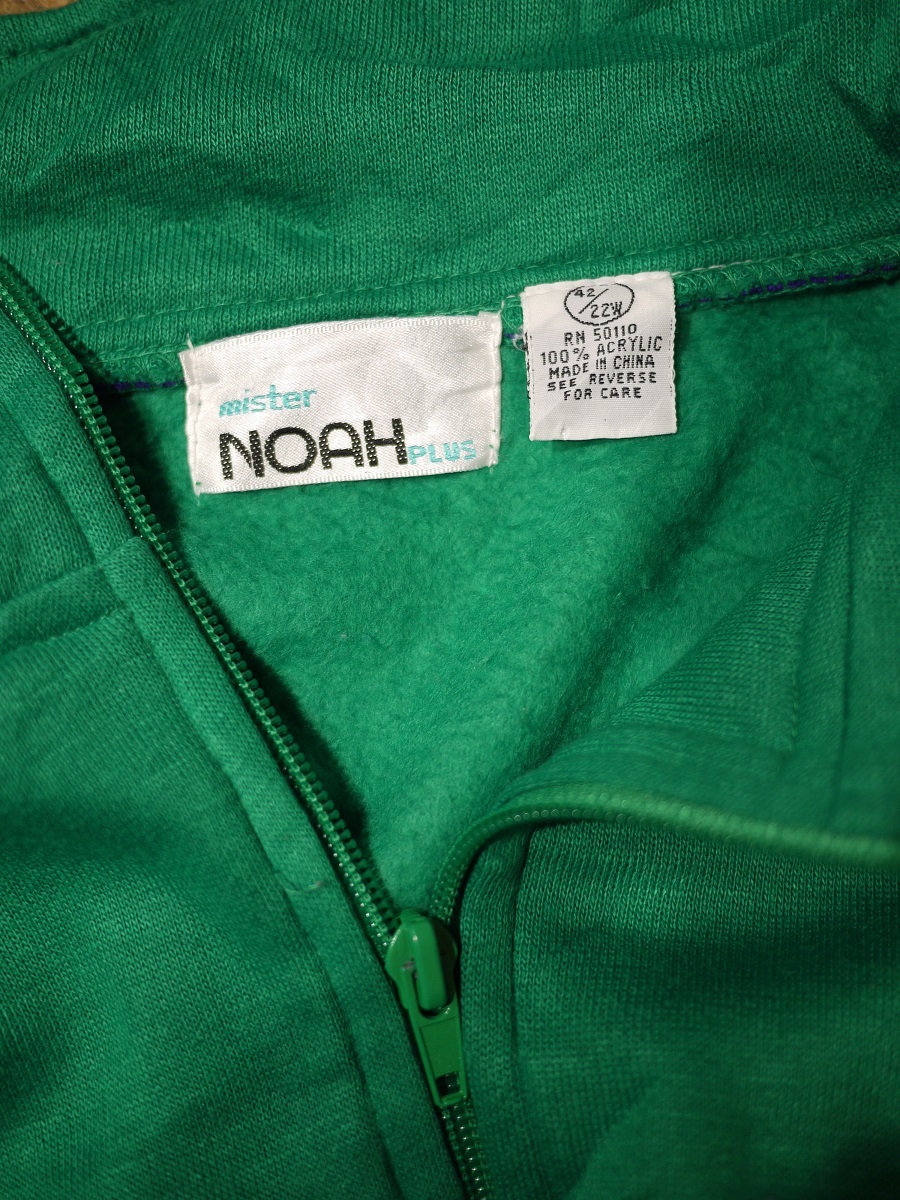 mister
NOAH PLUS
42/22W
RN 50110
100% ACRYLIC
MADE IN CHINA
SEE REVERSE
FOR CARE